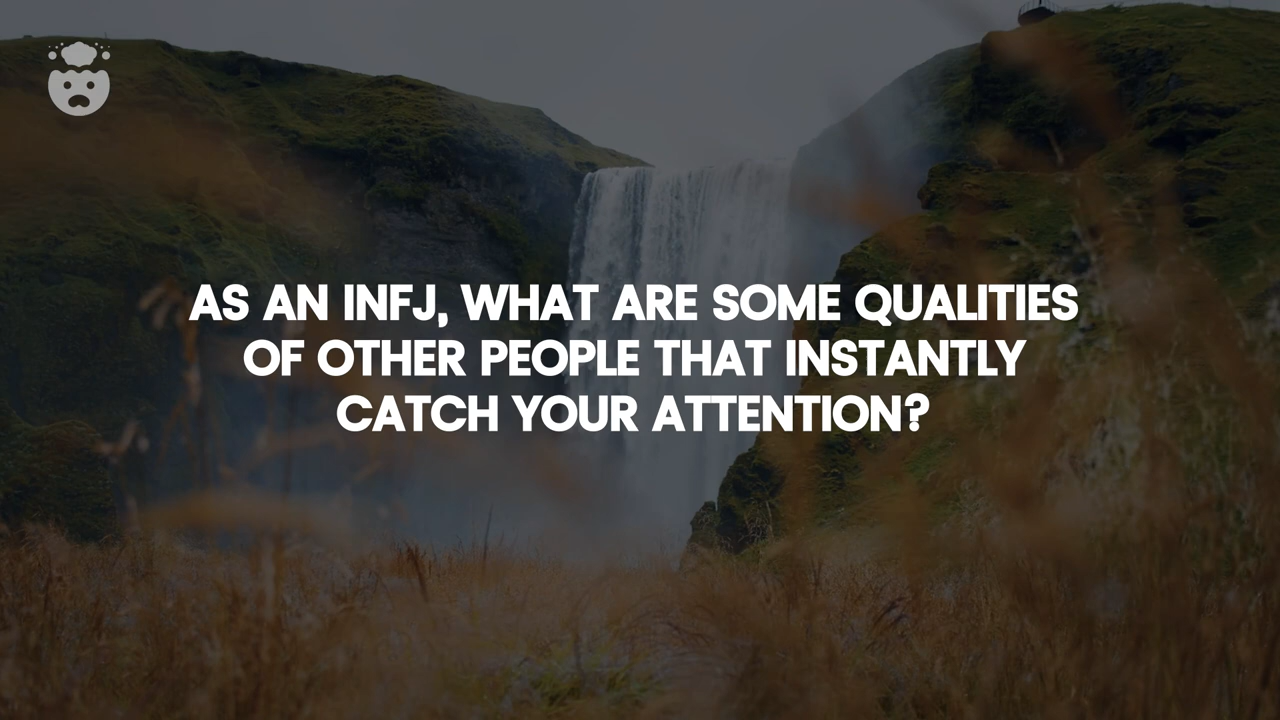 AS AN INFJ, WHAT ARE SOME QUALITIES
OF OTHER PEOPLE THAT INSTANTLY
CATCH YOUR ATTENTION?